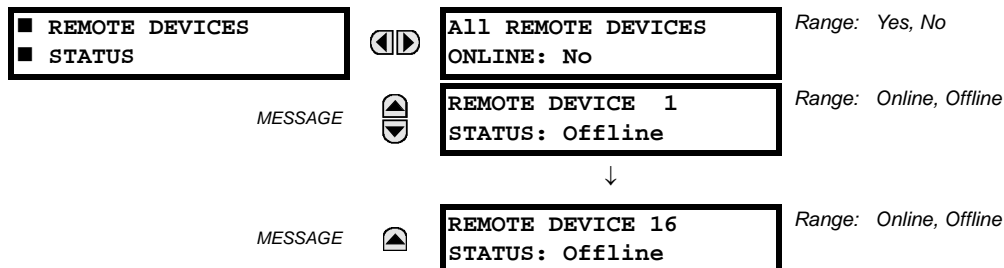 ■ REMOTE DEVICES
■ STATUS
All REMOTE DEVICES
ONLINE: No
Range: Yes, No
MESSAGE
REMOTE DEVICE 1
STATUS: Offline
Range: Online, Offline
↓
MESSAGE
REMOTE DEVICE 16
STATUS: Offline
Range: Online, Offline